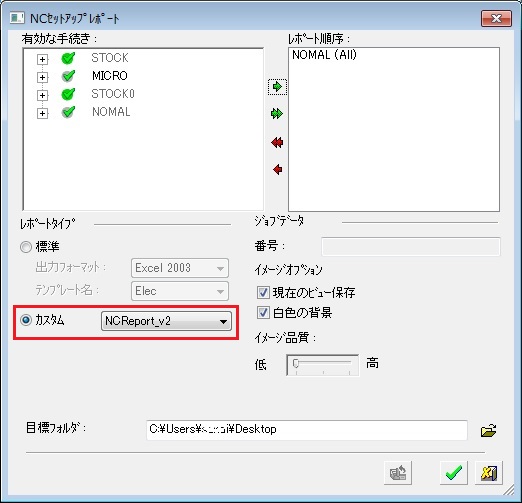 NCｾｯﾄｱｯﾌﾟﾚﾎﾟｰﾄ
有効な手続き：
STOCK
MICRO
STOCK0
NOMAL
ﾚﾎﾟｰﾄ順序：
NOMAL (All)
ﾚﾎﾟｰﾄﾀｲﾌﾟ
標準
出力ﾌｫｰﾏｯﾄ： Excel 2003
ﾃﾝﾌﾟﾚｰﾄ名： Elec
ｶｽﾀﾑ NCReport_v2
ｼﾞｮﾌﾞﾃﾞｰﾀ
番号：
ｲﾒｰｼﾞｵﾌﾟｼｮﾝ
現在のﾋﾞｭｰ保存
白色の背景
ｲﾒｰｼﾞ品質：
低 高
目標ﾌｫﾙﾀﾞ： C:¥Users¥ ¥Desktop